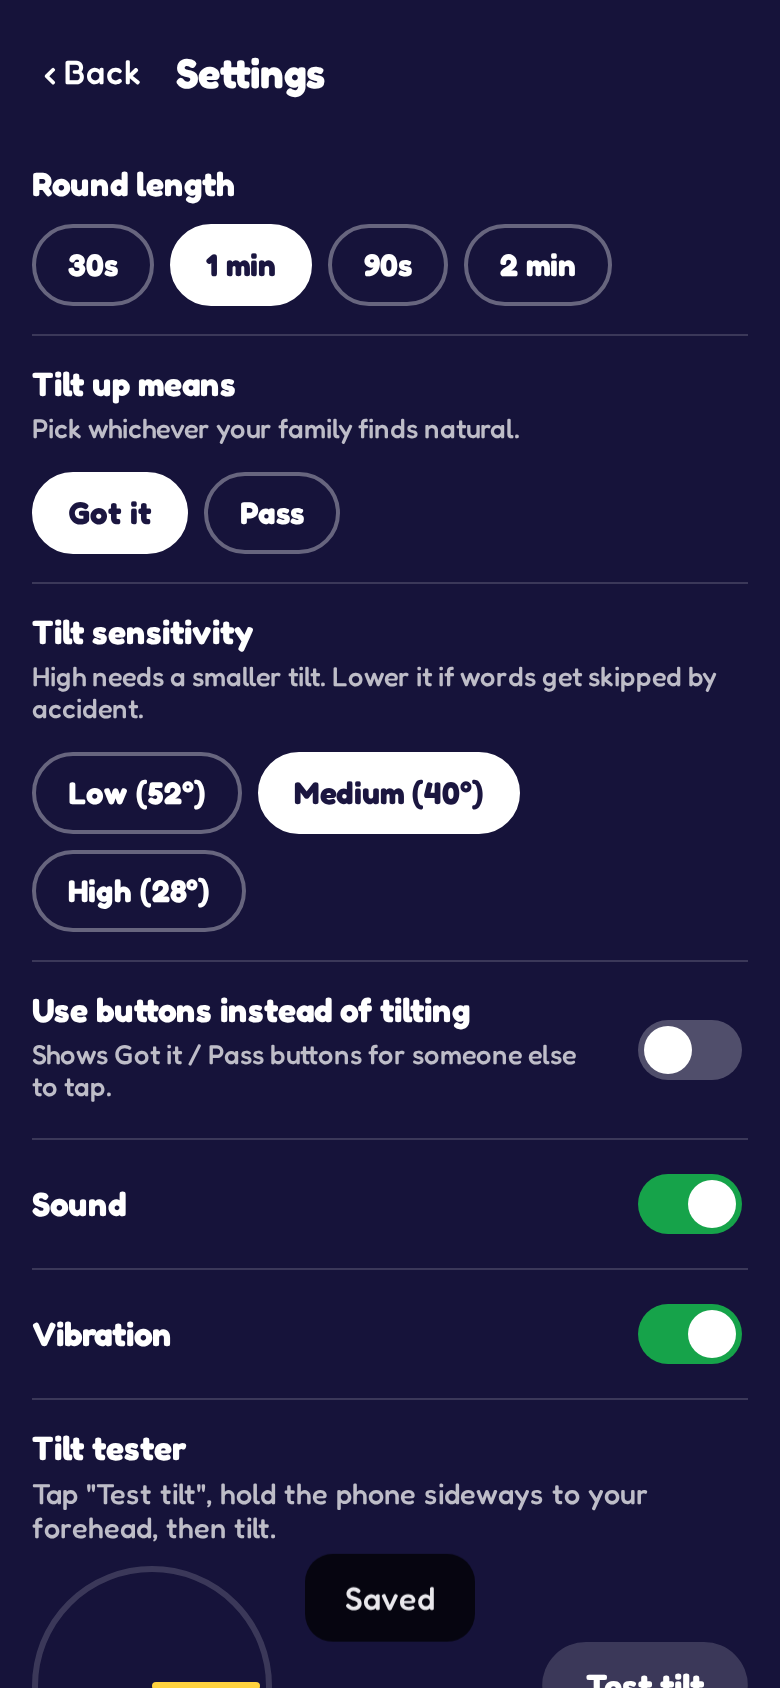 ‹ Back Settings
Round length
30s 1 min 90s 2 min
Tilt up means
Pick whichever your family finds natural.
Got it Pass
Tilt sensitivity
High needs a smaller tilt. Lower it if words get skipped by
accident.
Low (52°) Medium (40°)
High (28°)
Use buttons instead of tilting
Shows Got it / Pass buttons for someone else
to tap.
Sound
Vibration
Tilt tester
Tap "Test tilt", hold the phone sideways to your
forehead, then tilt.
Saved
Test tilt